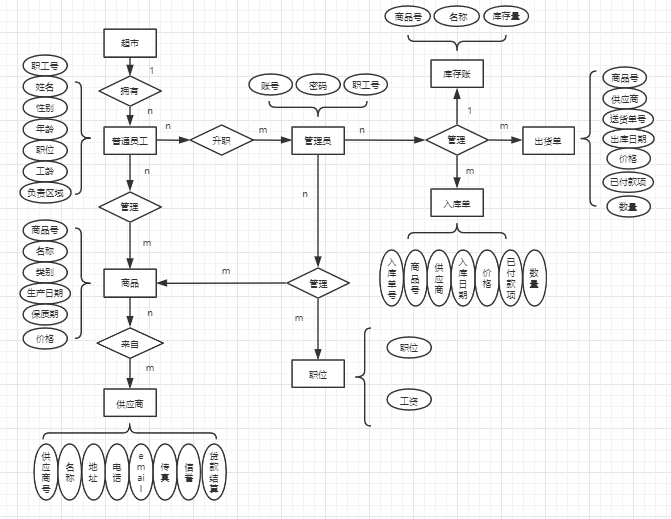 商品号
名称
库存量
超市
库存账
1
拥有
n
职工号
姓名
性别
年龄
职位
工龄
负责区域
账号
密码
职工号
1
普通员工
n
升职
m
管理员
n
管理
m
出货单
商品号
供应商
送货单号
出库日期
价格
已付款项
数量
n
管理
m
n
m
入库单
入库单号
商品号
供应商
入库日期
价格
已付款项
数量
商品号
名称
类别
生产日期
保质期
价格
商品
m
管理
n
来自
m
m
职位
职位
工资
供应商
供应商号
名称
地址
电话
email
传真
信誉
货款结算